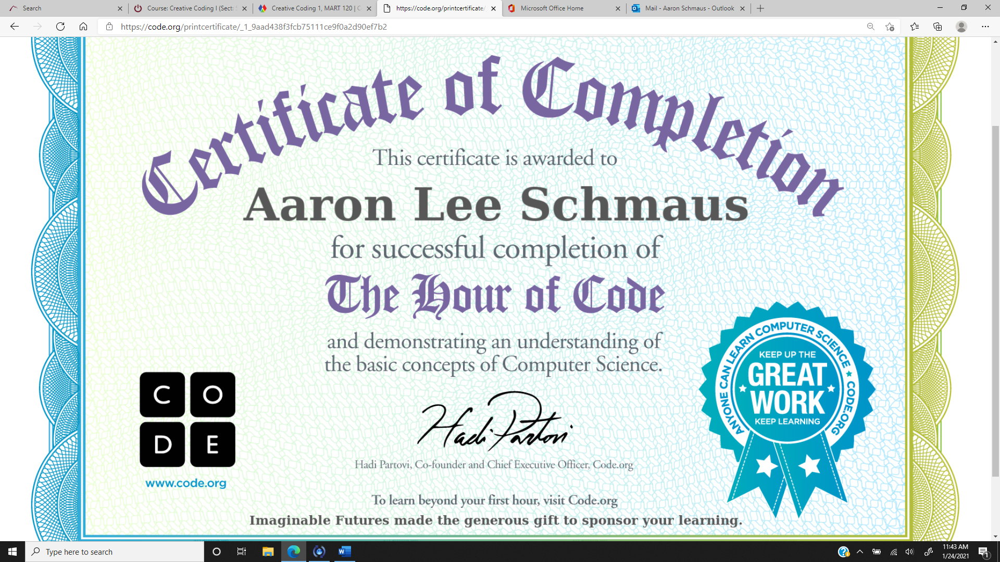 Search
Course: Creative Coding I (Sect:
Creative Coding 1, MART 120 | C
https://code.org/printcertificate/
Microsoft Office Home
Mail - Aaron Schmaus - Outlook
https://code.org/printcertificate/_1_9aad438f3fcb75111ce9f0a2d90ef7b2
Certificate of Completion
This certificate is awarded to
Aaron Lee Schmaus
for successful completion of
The Hour of Code
and demonstrating an understanding of
the basic concepts of Computer Science.
C O
D E
www.code.org
Hadi Partovi
Hadi Partovi, Co-founder and Chief Executive Officer, Code.org
ANYONE CAN LEARN COMPUTER SCIENCE ★ CODE.ORG
KEEP UP THE
GREAT
WORK
KEEP LEARNING
To learn beyond your first hour, visit Code.org
Imaginable Futures made the generous gift to sponsor your learning.
Type here to search
W
11:43 AM
1/24/2021
1